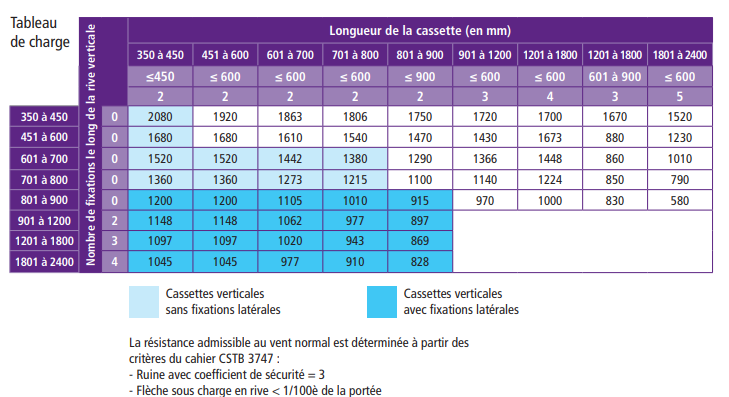 Tableau
de charge
Nombre de fixations le long de la rive verticale
Longueur de la cassette (en mm)
350 à 450 451 à 600 601 à 700 701 à 800 801 à 900 901 à 1200 1201 à 1800 1201 à 1800 1801 à 2400
≤450 ≤ 600 ≤ 600 ≤ 600 ≤ 900 ≤ 600 ≤ 600 601 à 900 ≤ 600
2 2 2 2 2 3 4 3 5
350 à 450 0 2080 1920 1863 1806 1750 1720 1700 1670 1520
451 à 600 0 1680 1680 1610 1540 1470 1430 1673 880 1230
601 à 700 0 1520 1520 1442 1380 1290 1366 1448 860 1010
701 à 800 0 1360 1360 1273 1215 1100 1140 1224 850 790
801 à 900 0 1200 1200 1105 1010 915 970 1000 830 580
901 à 1200 2 1148 1148 1062 977 897
1201 à 1800 3 1097 1097 1020 943 869
1801 à 2400 4 1045 1045 977 910 828
Cassettes verticales
sans fixations latérales
Cassettes verticales
avec fixations latérales
La résistance admissible au vent normal est déterminée à partir des
critères du cahier CSTB 3747 :
- Ruine avec coefficient de sécurité = 3
- Flèche sous charge en rive < 1/100è de la portée